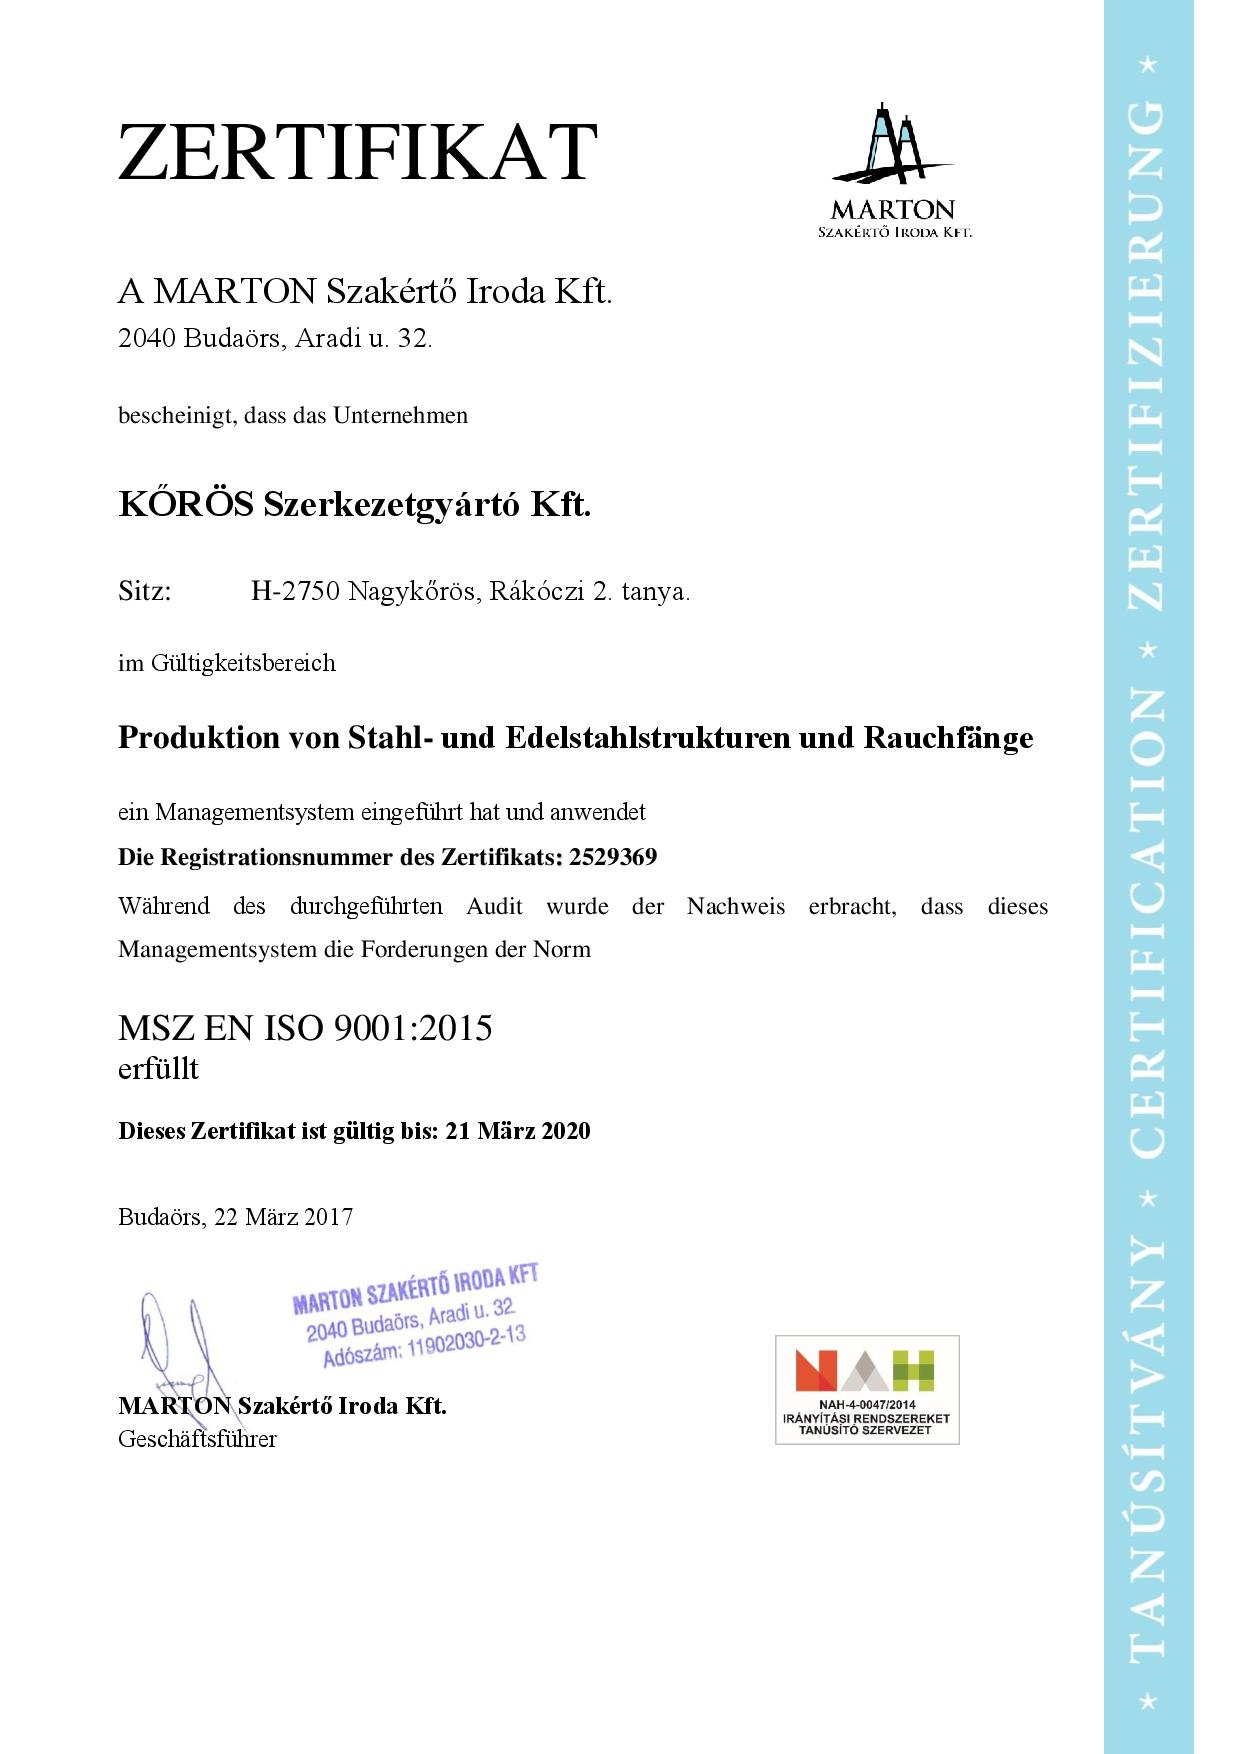 ZERTIFIKAT
MARTON
SZAKÉRTŐ IRODA KFT.
A MARTON Szakértő Iroda Kft.
2040 Budaörs, Aradi u. 32.
bescheinigt, dass das Unternehmen
KŐRÖS Szerkezetgyártó Kft.
Sitz: H-2750 Nagykőrös, Rákóczi 2. tanya.
im Gültigkeitsbereich
Produktion von Stahl- und Edelstahlstrukturen und Rauchfänge
ein Managementsystem eingeführt hat und anwendet
Die Registrationsnummer des Zertifikats: 2529369
Während des durchgeführten Audit wurde der Nachweis erbracht, dass dieses
Managementsystem die Forderungen der Norm
MSZ EN ISO 9001:2015
erfüllt
Dieses Zertifikat ist gültig bis: 21 März 2020
Budaörs, 22 März 2017
MARTON SZAKÉRTŐ IRODA KFT
2040 Budaörs, Aradi u. 32
Adószám: 11902030-2-13
MARTON Szakértő Iroda Kft.
Geschäftsführer
NAH
NAH-4-0047/2014
IRÁNYÍTÁSI RENDSZEREKET
TANÚSÍTÓ SZERVEZET
* TANÚSÍTVÁNY * CERTIFICATION * ZERTIFIZIERUNG *